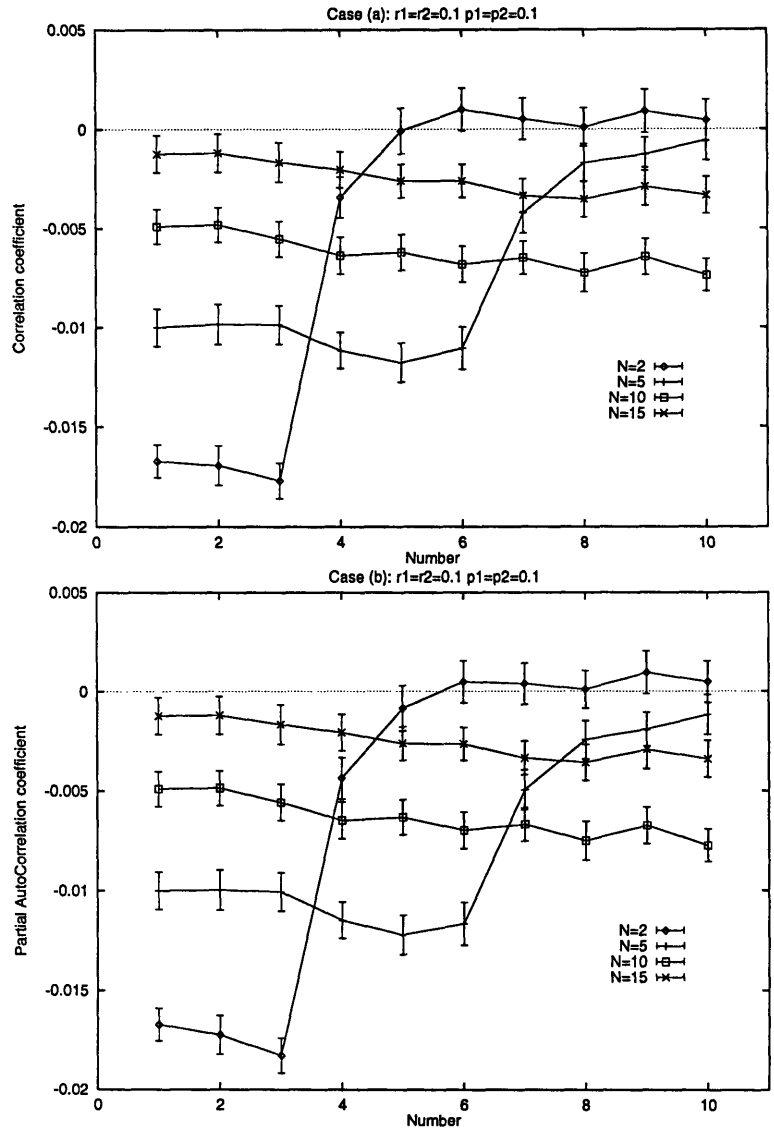 Case (a): r1=r2=0.1 p1=p2=0.1
0.005
0
-0.005
-0.01
-0.015
-0.02
Correlation coefficient
N=2
N=5
N=10
N=15
0 2 4 6 8 10
Number
Case (b): r1=r2=0.1 p1=p2=0.1
0.005
0
-0.005
-0.01
-0.015
-0.02
Partial AutoCorrelation coefficient
N=2
N=5
N=10
N=15
0 2 4 6 8 10
Number